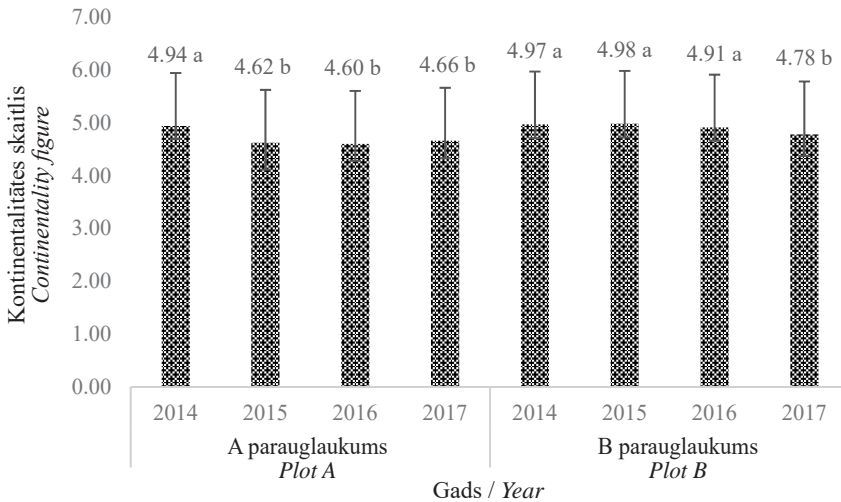 Kontinentalitātes skaitlis
Continentality figure
7.00
6.00
5.00
4.00
3.00
2.00
1.00
0.00
4.94 a
4.62 b
4.60 b
4.66 b
4.97 a
4.98 a
4.91 a
4.78 b
2014
2015
2016
2017
2014
2015
2016
2017
A parauglaukums
Plot A
B parauglaukums
Plot B
Gads / Year